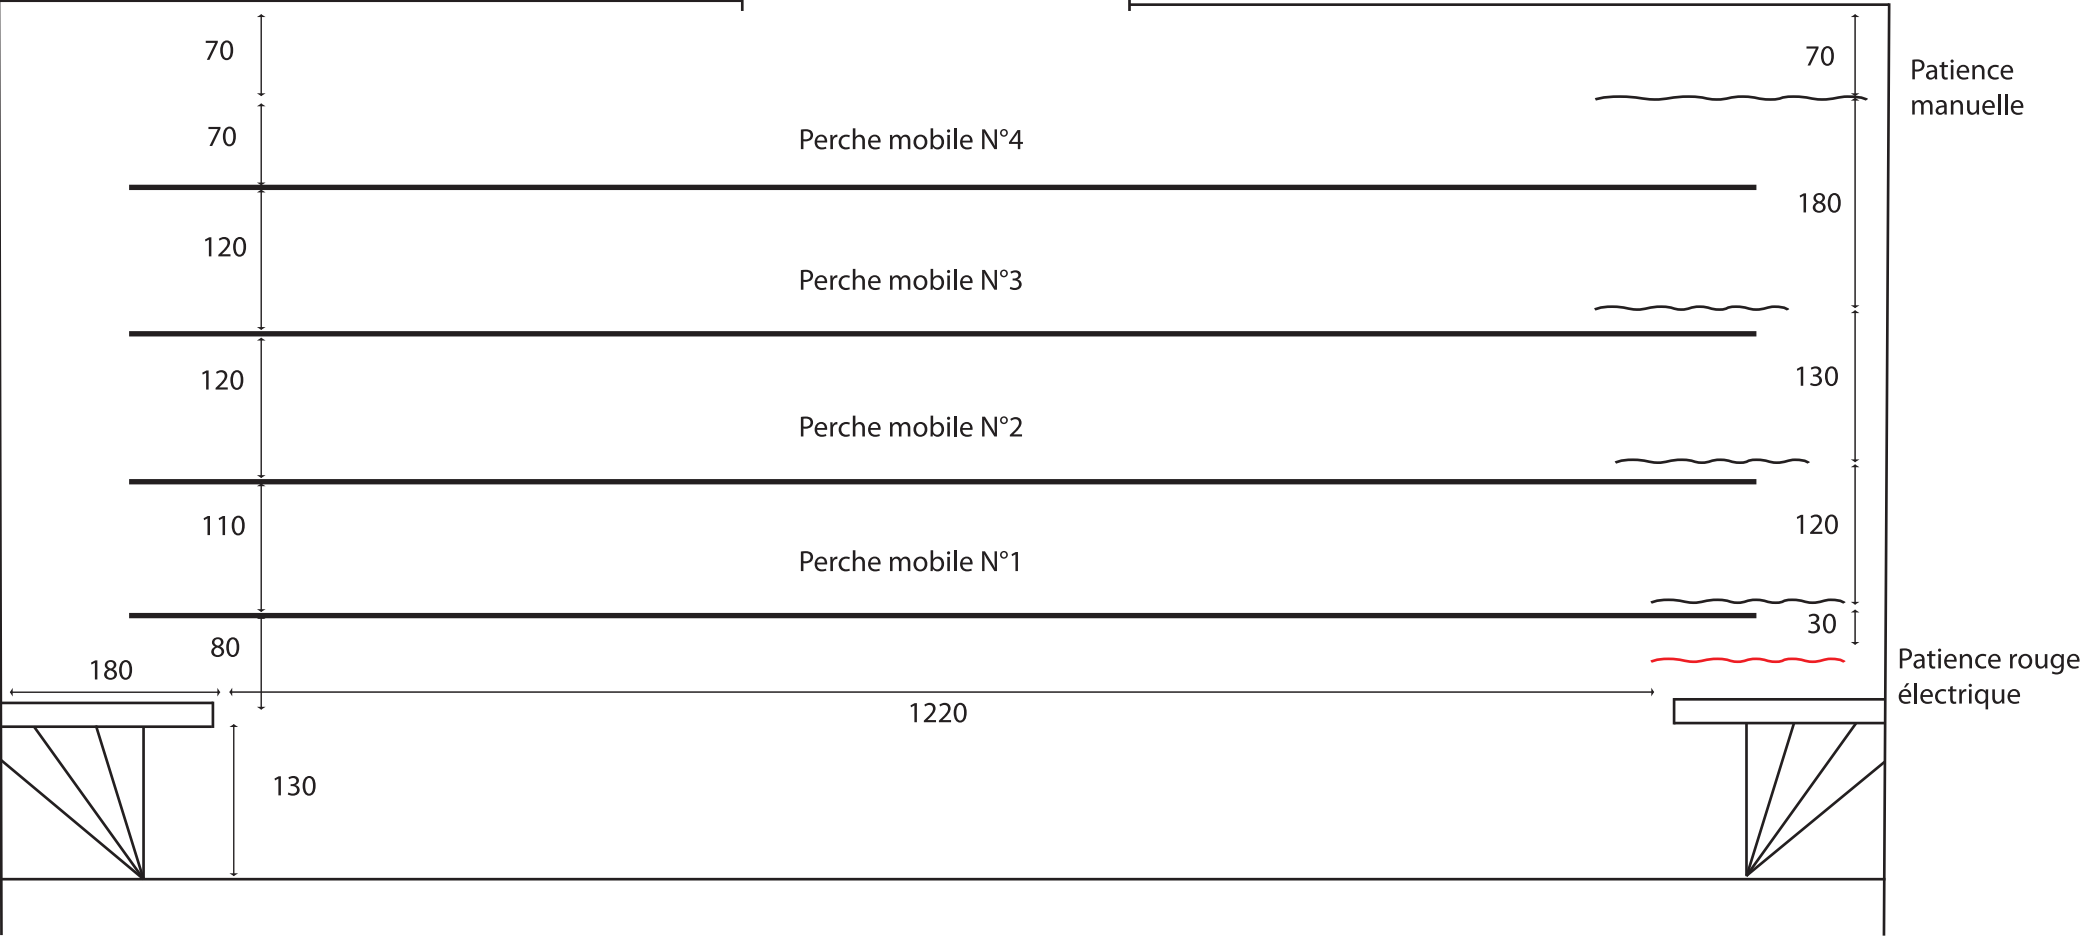 70
70
Patience
manuelle
70
Perche mobile N°4
180
120
Perche mobile N°3
120
130
Perche mobile N°2
110
120
Perche mobile N°1
30
80
Patience rouge
électrique
180
1220
130